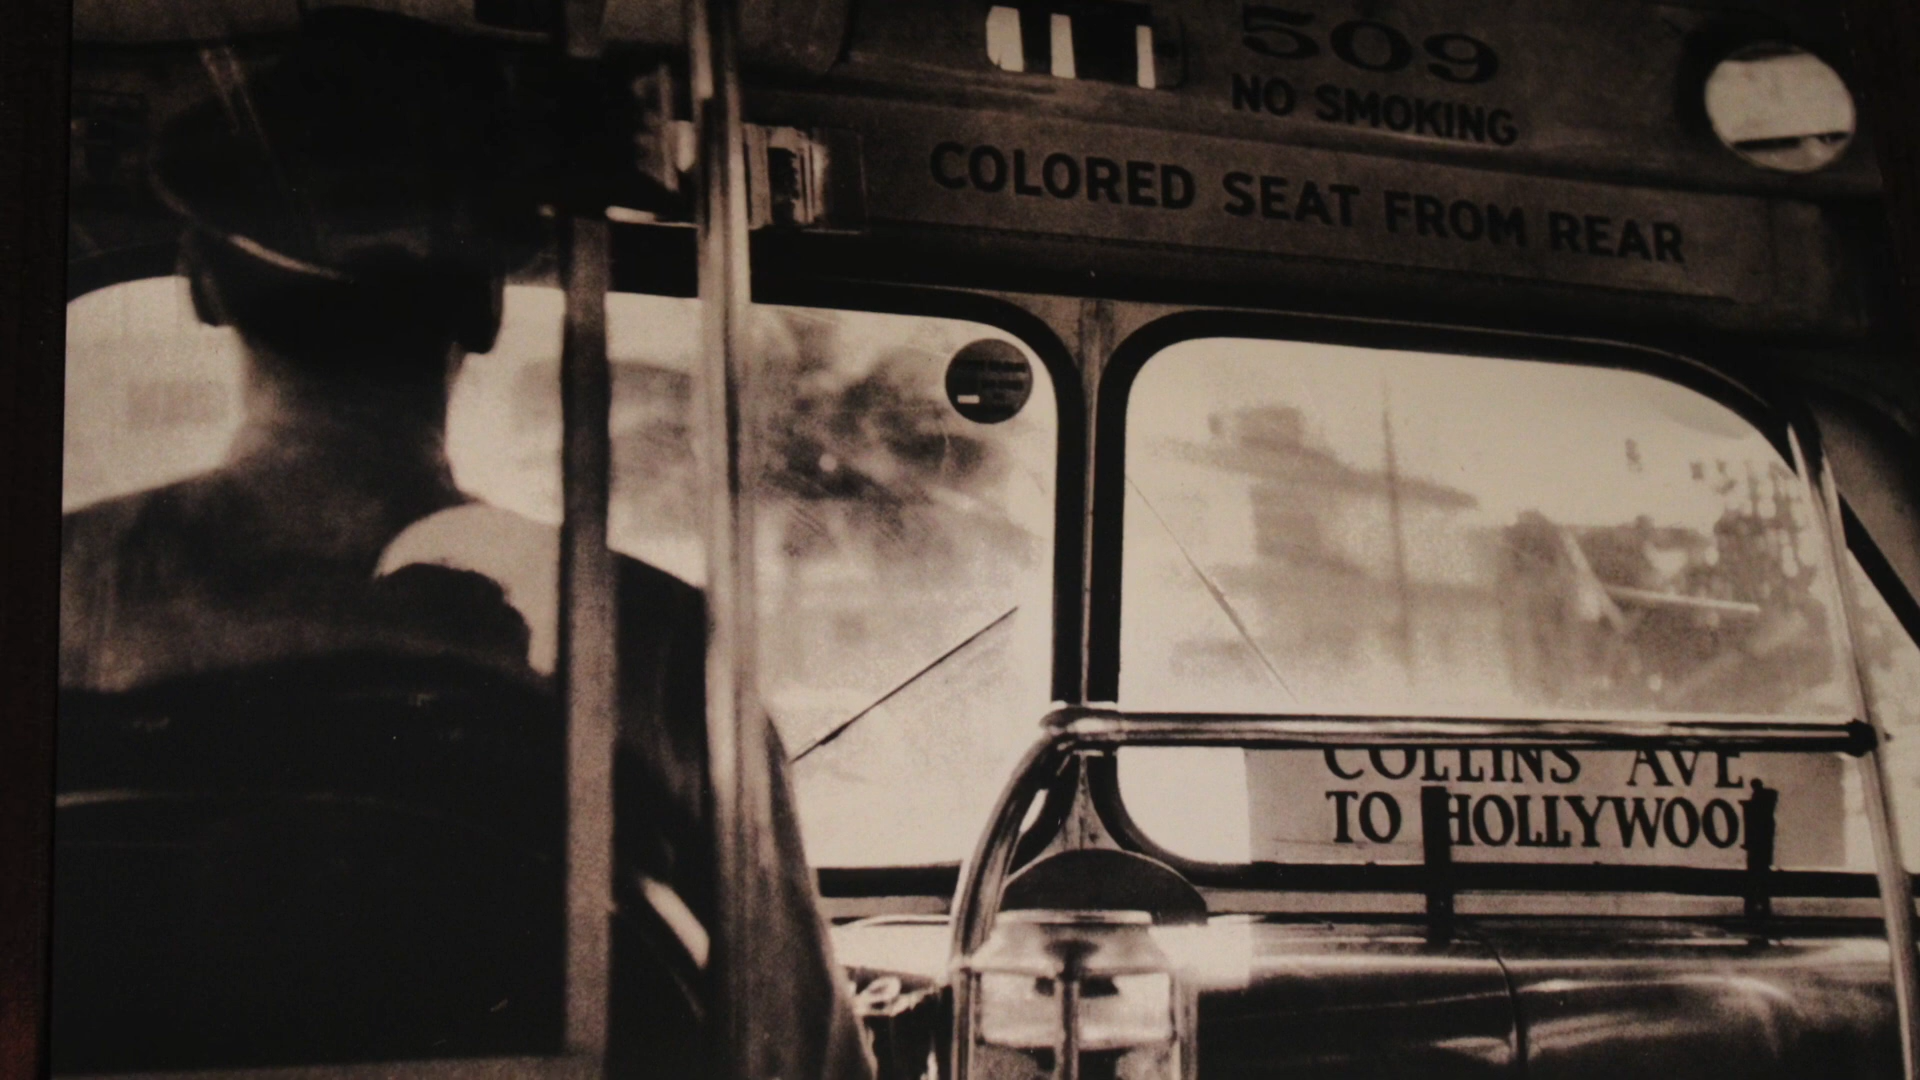 509
NO SMOKING
COLORED SEAT FROM REAR
COLLINS AVE.
TO HOLLYWOO